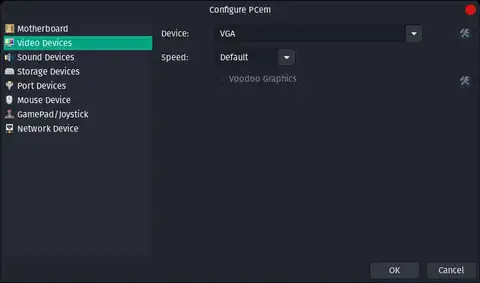 Configure PCem
Motherboard
Video Devices
Sound Devices
Storage Devices
Port Devices
Mouse Device
GamePad/Joystick
Network Device
Device: VGA
Speed: Default
Voodoo Graphics
OK Cancel